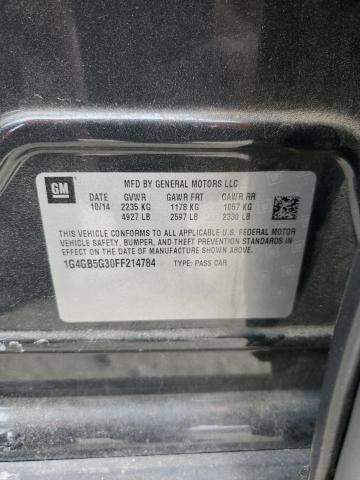 GM
MFD BY GENERAL MOTORS LLC
DATE GVWR GAWR FRT GAWR RR
10/14 2235 KG 1178 KG 1057 KG
4927 LB 2597 LB 2330 LB
THIS VEHICLE CONFORMS TO ALL APPLICABLE U.S. FEDERAL MOTOR
VEHICLE SAFETY, BUMPER, AND THEFT PREVENTION STANDARDS IN
EFFECT ON THE DATE OF MANUFACTURE SHOWN ABOVE.
1G4GB5G30FF214784 TYPE: PASS CAR